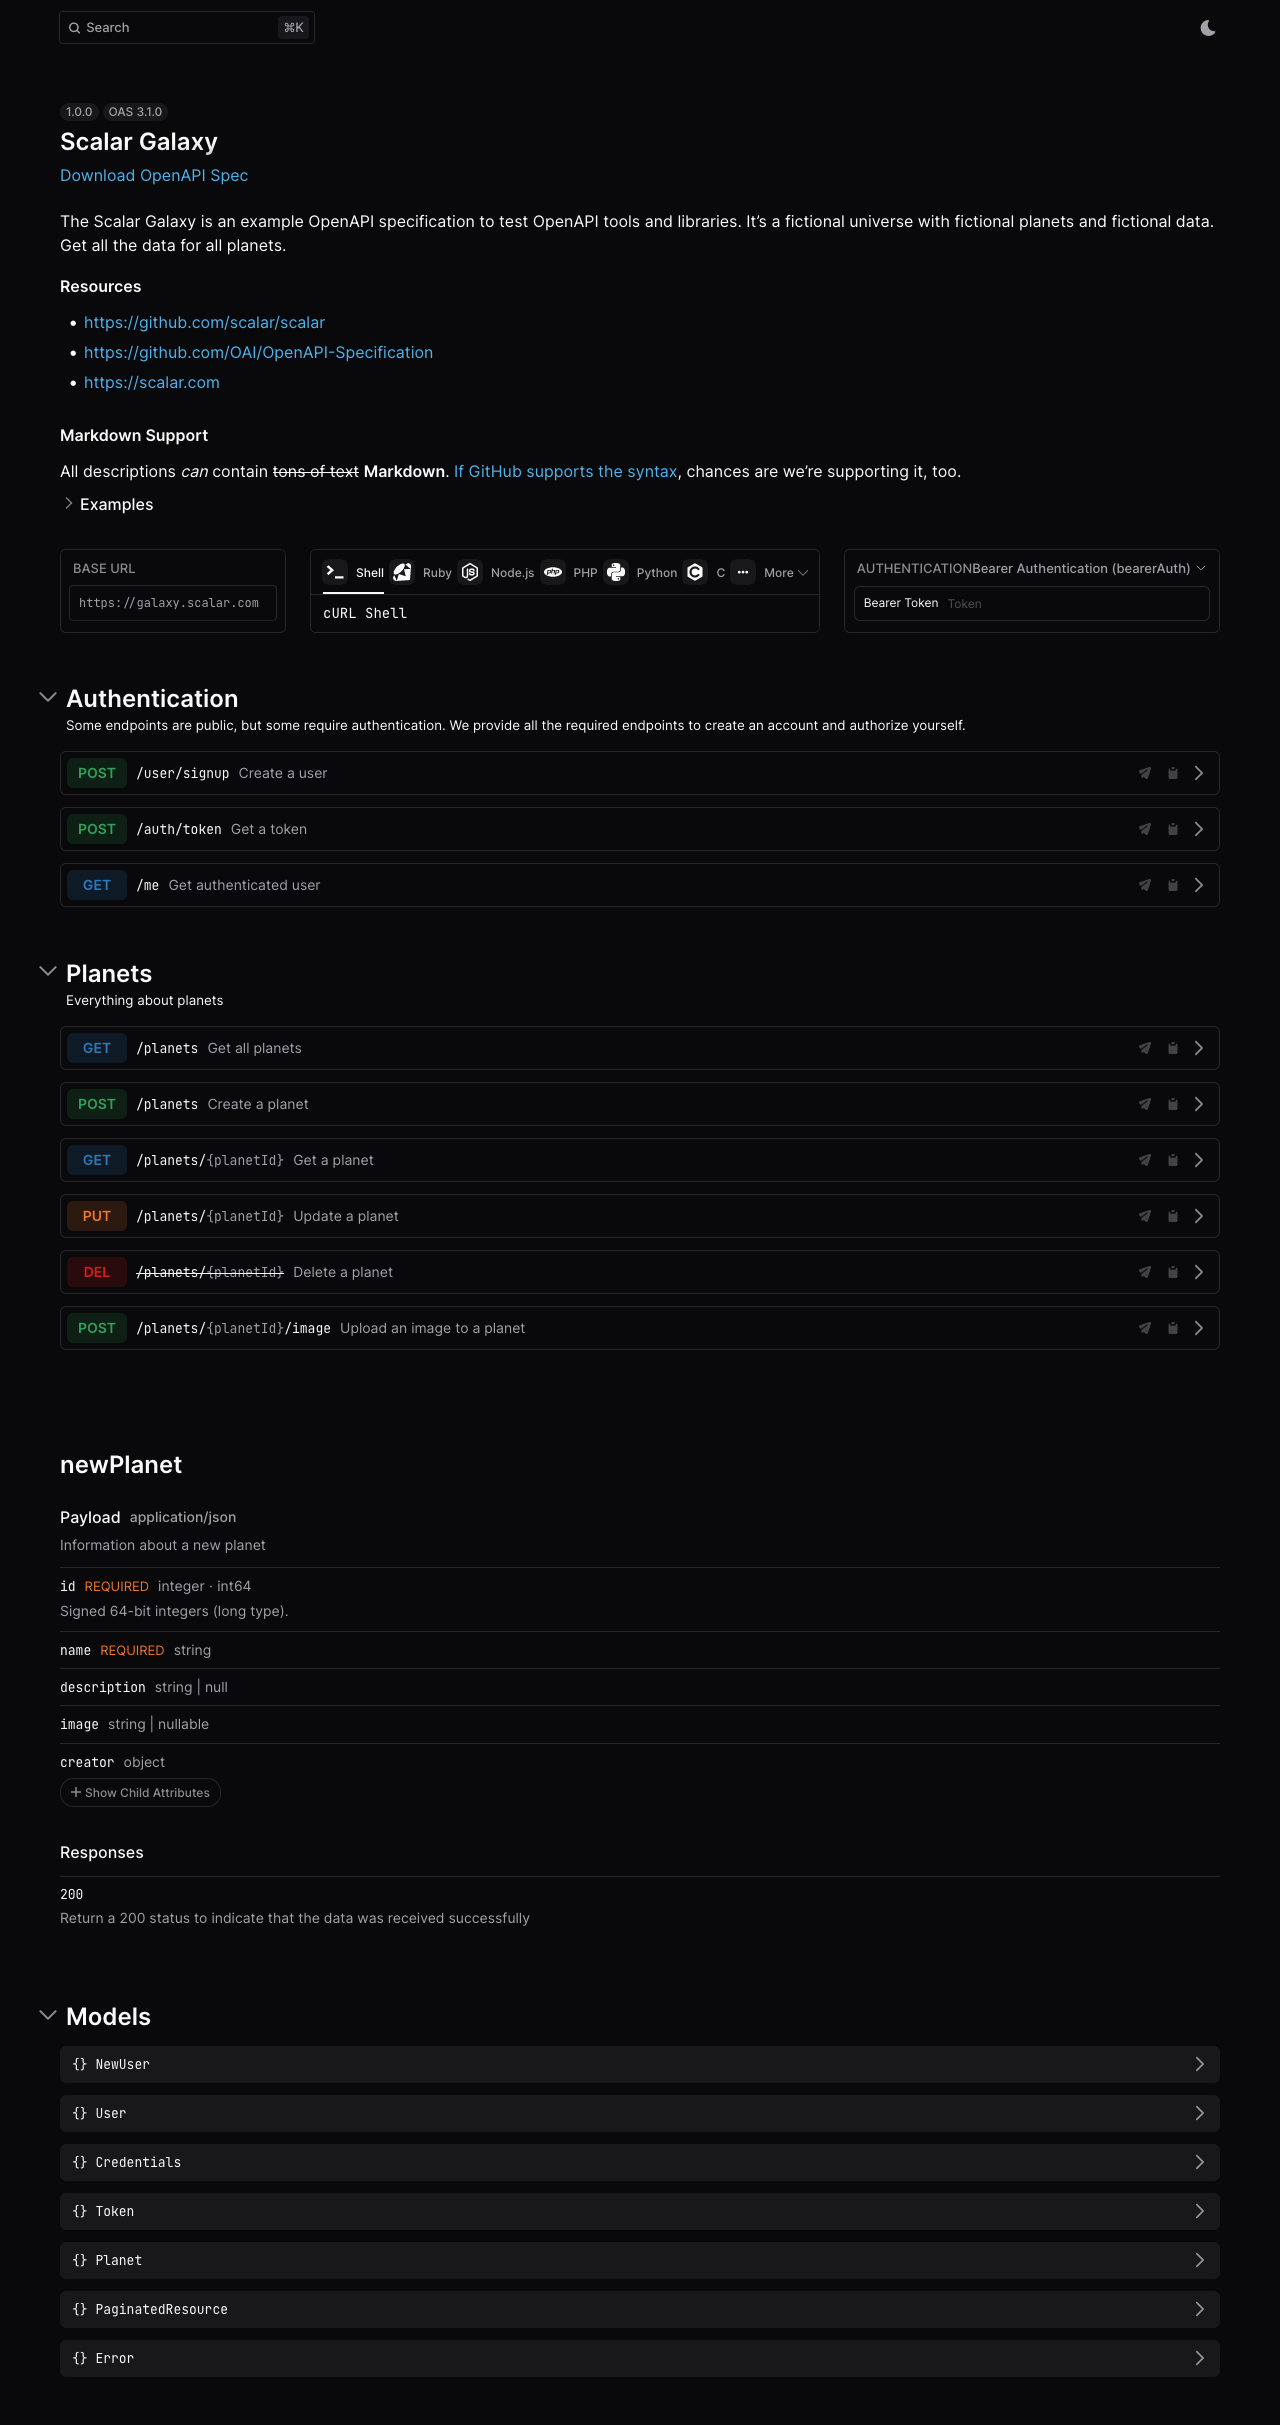 Search ⌘K
1.0.0 OAS 3.1.0
Scalar Galaxy
Download OpenAPI Spec
The Scalar Galaxy is an example OpenAPI specification to test OpenAPI tools and libraries. It’s a fictional universe with fictional planets and fictional data.
Get all the data for all planets.
Resources
• https://github.com/scalar/scalar
• https://github.com/OAI/OpenAPI-Specification
• https://scalar.com
Markdown Support
All descriptions can contain tons of text Markdown. If GitHub supports the syntax, chances are we’re supporting it, too.
Examples
BASE URL
https://galaxy.scalar.com
Shell Ruby Node.js PHP Python C More
cURL Shell
AUTHENTICATIONBearer Authentication (bearerAuth)
Bearer Token Token
Authentication
Some endpoints are public, but some require authentication. We provide all the required endpoints to create an account and authorize yourself.
POST /user/signup Create a user
POST /auth/token Get a token
GET /me Get authenticated user
Planets
Everything about planets
GET /planets Get all planets
POST /planets Create a planet
GET /planets/{planetId} Get a planet
PUT /planets/{planetId} Update a planet
DEL /planets/{planetId} Delete a planet
POST /planets/{planetId}/image Upload an image to a planet
newPlanet
Payload application/json
Information about a new planet
id REQUIRED integer · int64
Signed 64-bit integers (long type).
name REQUIRED string
description string | null
image string | nullable
creator object
+ Show Child Attributes
Responses
200
Return a 200 status to indicate that the data was received successfully
Models
{} NewUser
{} User
{} Credentials
{} Token
{} Planet
{} PaginatedResource
{} Error